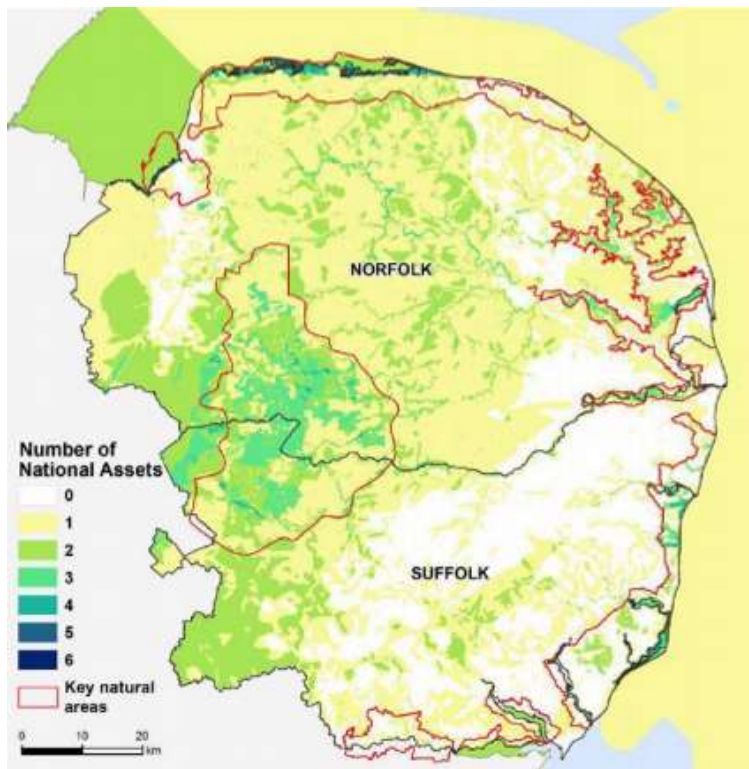 NORFOLK
SUFFOLK
Number of
National Assets
0
1
2
3
4
5
6
Key natural
areas
0 10 20
km